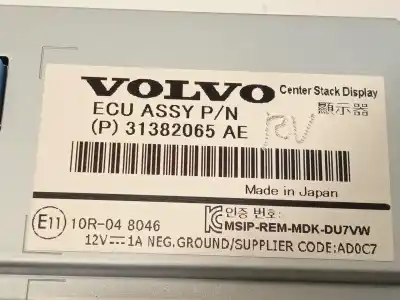 VOLVO Center Stack Display
ECU ASSY P/N 顯示器
(P) 31382065 AE
Made in Japan
E11 10R-04 8046 인증 번호:
MSIP-REM-MDK-DU7VW
12V⎓1A NEG.GROUND/SUPPLIER CODE:AD0C7